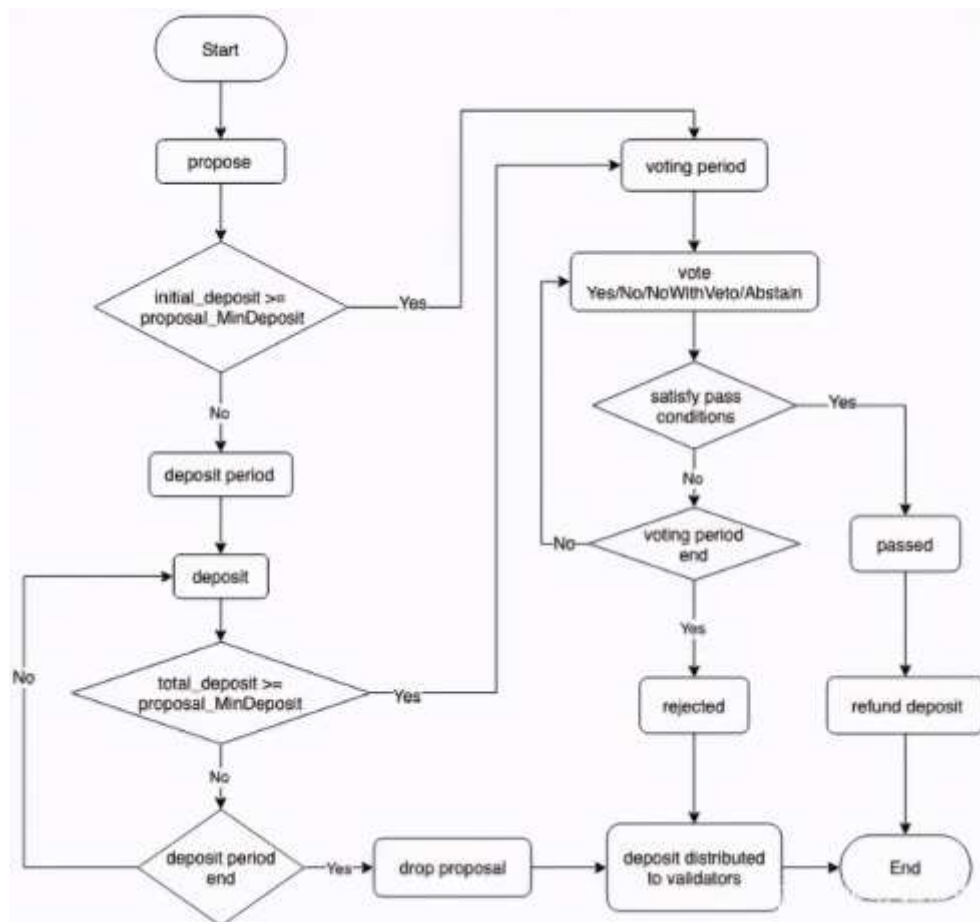 Start
propose
initial_deposit >=
proposal_MinDeposit
Yes
No
deposit period
deposit
No
total_deposit >=
proposal_MinDeposit
Yes
No
deposit period
end
Yes
drop proposal
voting period
vote
Yes/No/NoWithVeto/Abstain
satisfy pass
conditions
Yes
No
voting period
end
No
Yes
rejected
deposit distributed
to validators
passed
refund deposit
End